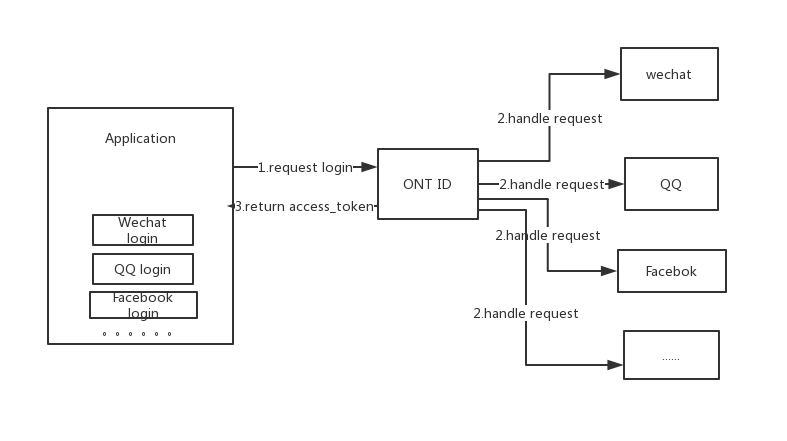 Application
Wechat
login
QQ login
Facebook
login
。。。。。。
1.request login
3.return access_token
ONT ID
2.handle request
wechat
2.handle request
QQ
2.handle request
Facebok
2.handle request
......